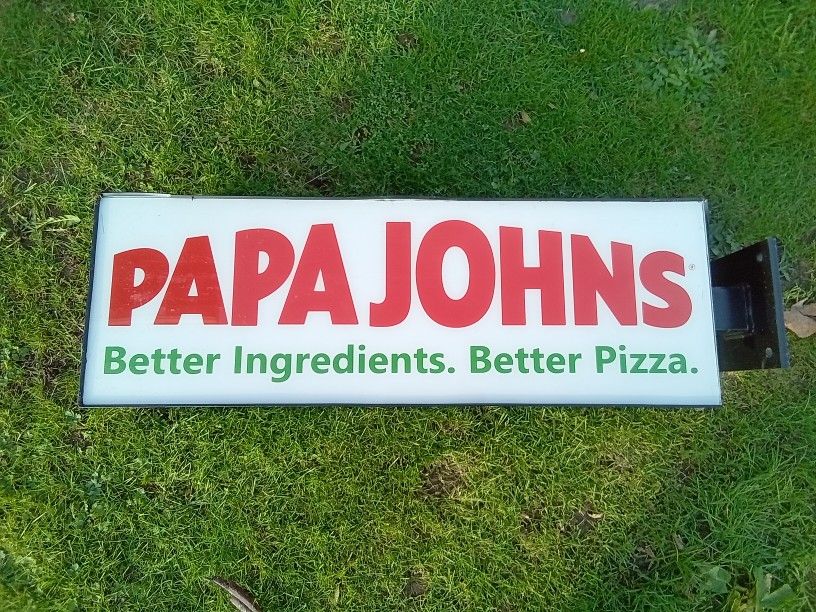 PAPA JOHNS
Better Ingredients. Better Pizza.